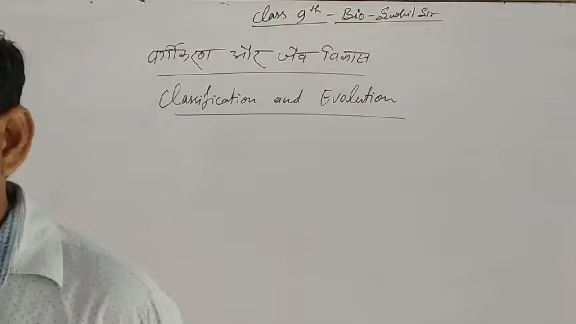 Class 9th - Bio - Sushil Sir
वर्गीकरण और जैव विकास
Classification and Evolution